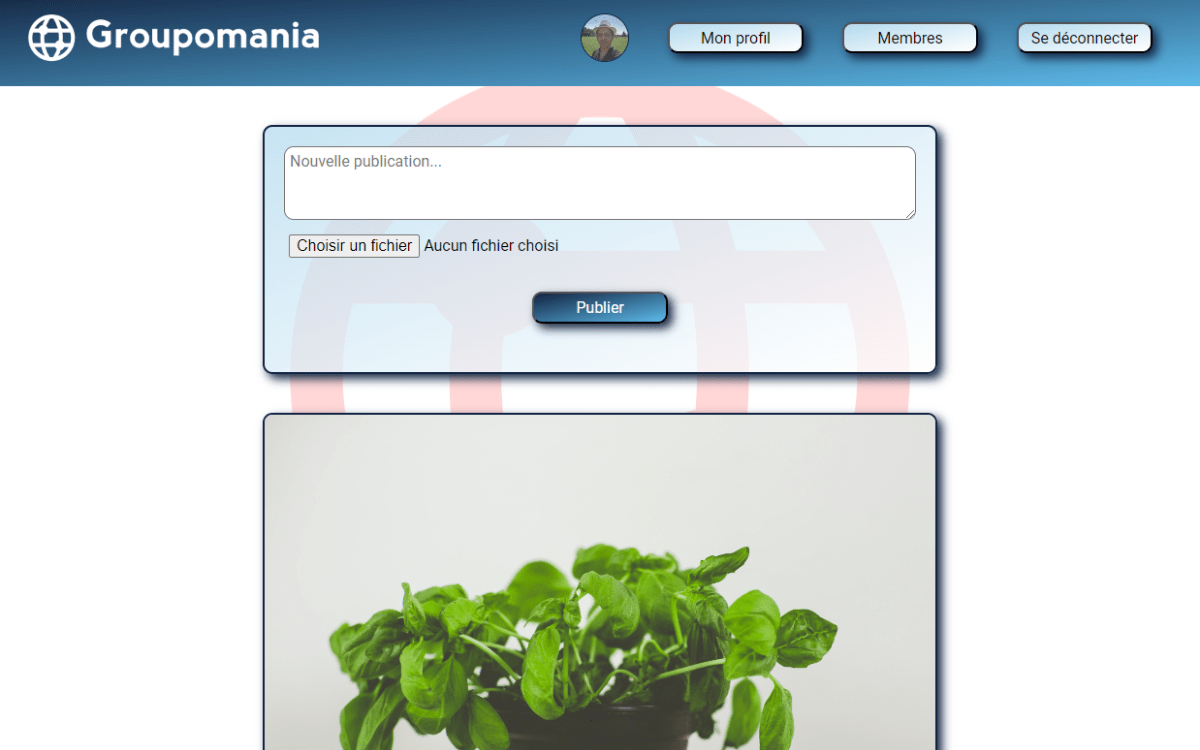 Groupomania
Mon profil
Membres
Se déconnecter
Nouvelle publication...
Choisir un fichier Aucun fichier choisi
Publier